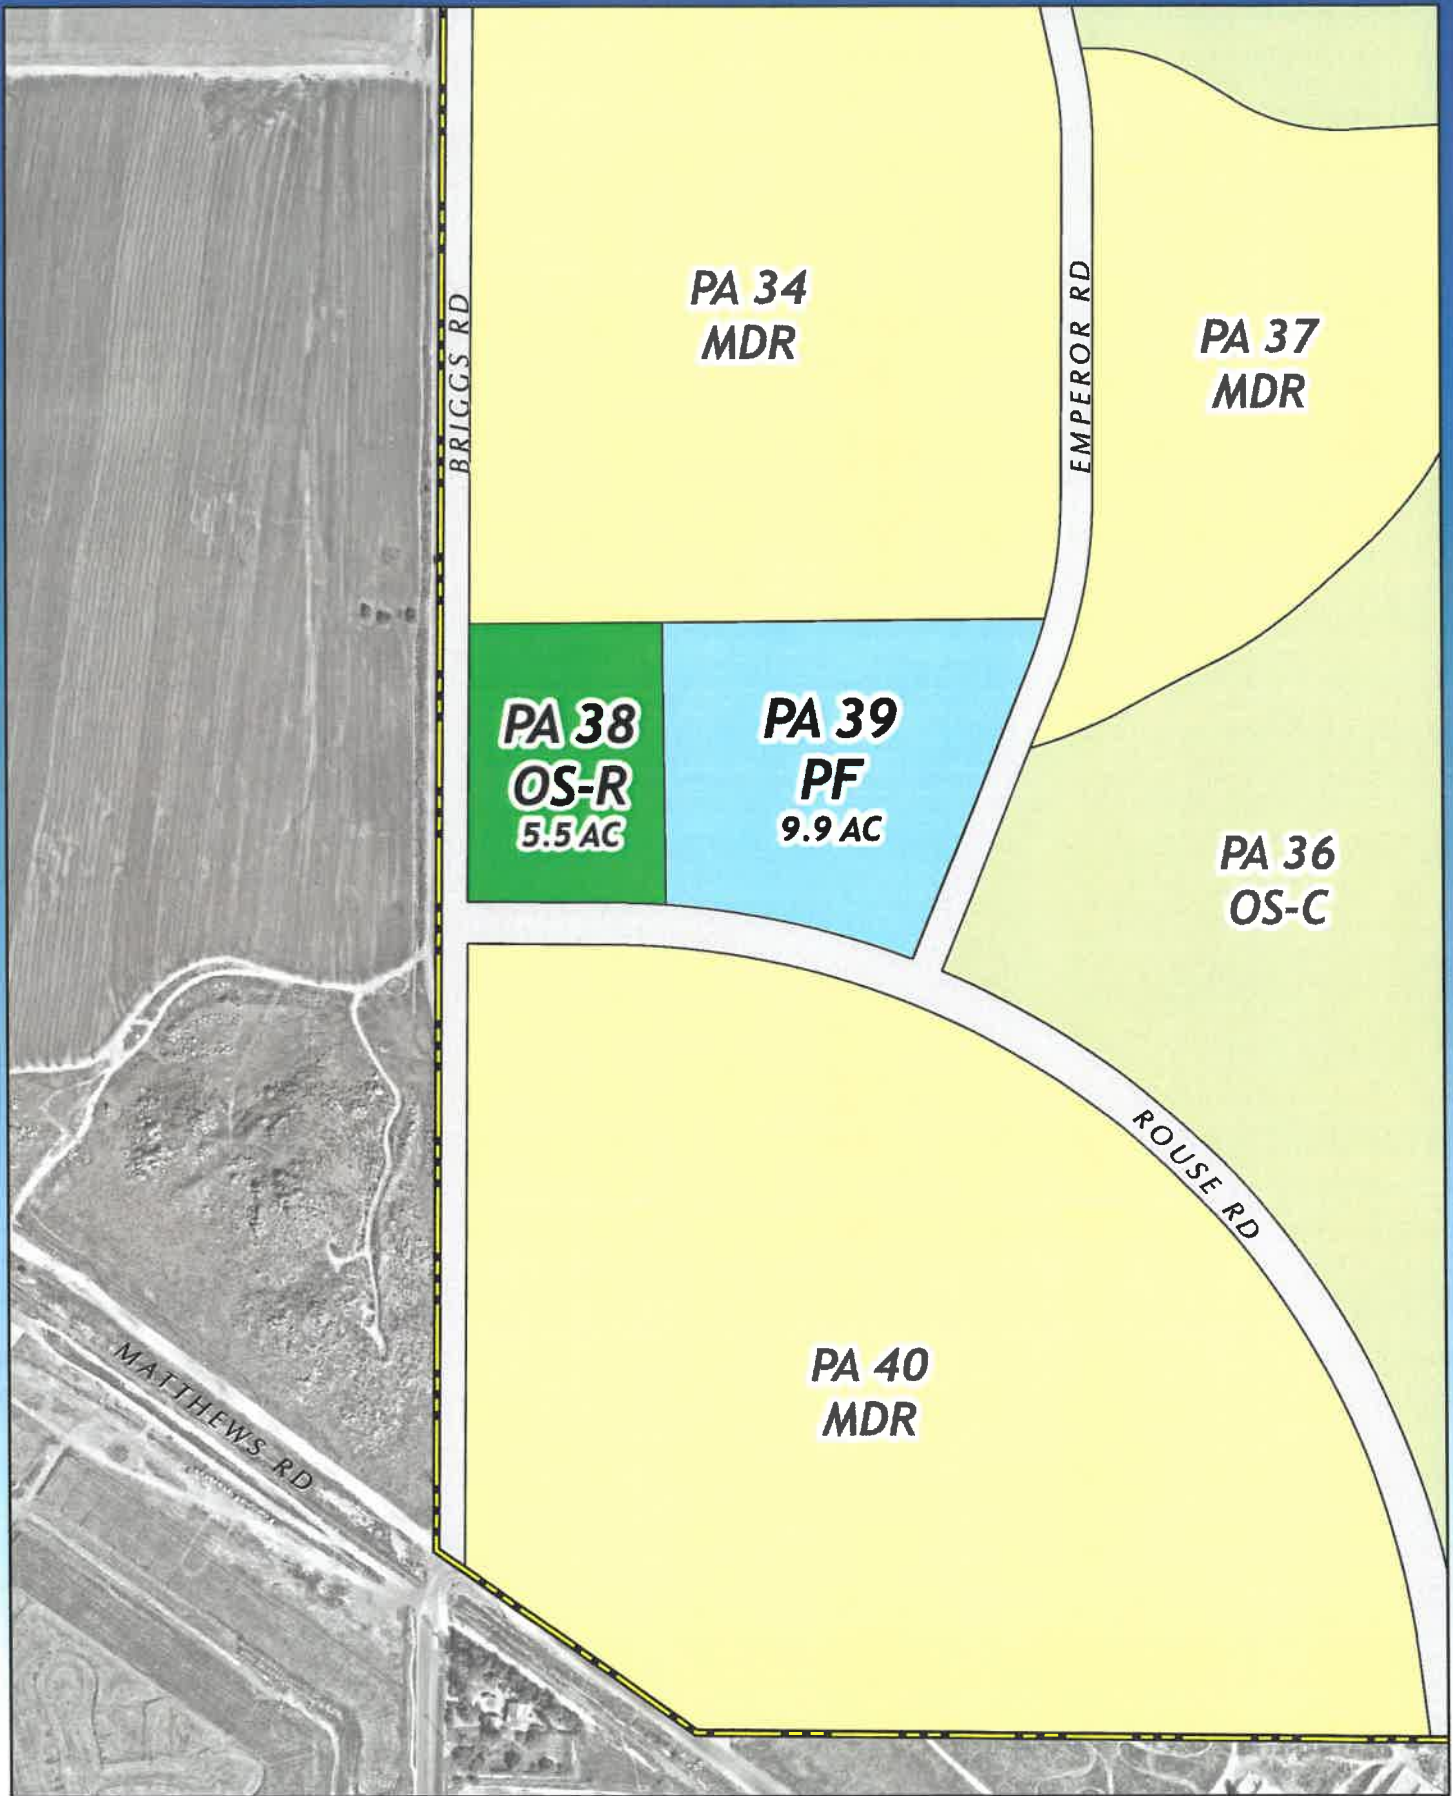 PA 34
MDR
BRIGGS RD
EMPEROR RD
PA 37
MDR
PA 38
OS-R
5.5 AC
PA 39
PF
9.9 AC
PA 36
OS-C
ROUSE RD
PA 40
MDR
MATTHEWS RD